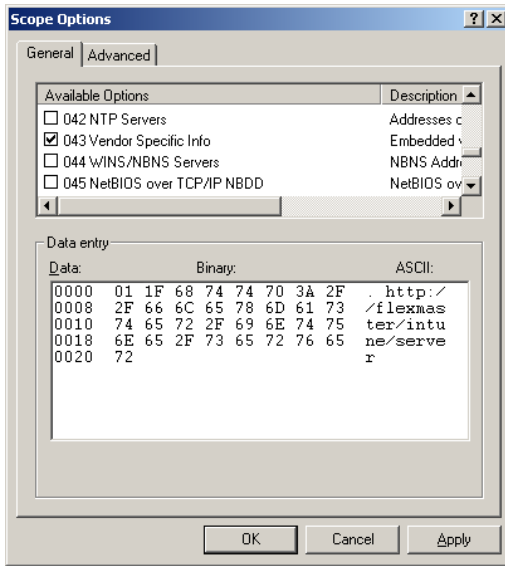 Scope Options
General Advanced
Available Options Description
042 NTP Servers Addresses
043 Vendor Specific Info Embedded
044 WINS/NBNS Servers NBNS
045 NetBIOS over TCP/IP NBDD NetBIOS
Data entry
Data: Binary: ASCII:
0000 01 1F 68 74 74 70 3A 2F . http:/
0008 2F 66 6C 65 78 6D 61 73 /flexmas
0010 74 65 72 2F 69 6E 74 75 ter/intu
0018 6E 65 2F 73 65 72 76 65 ne/serve
0020 72 r
OK Cancel Apply